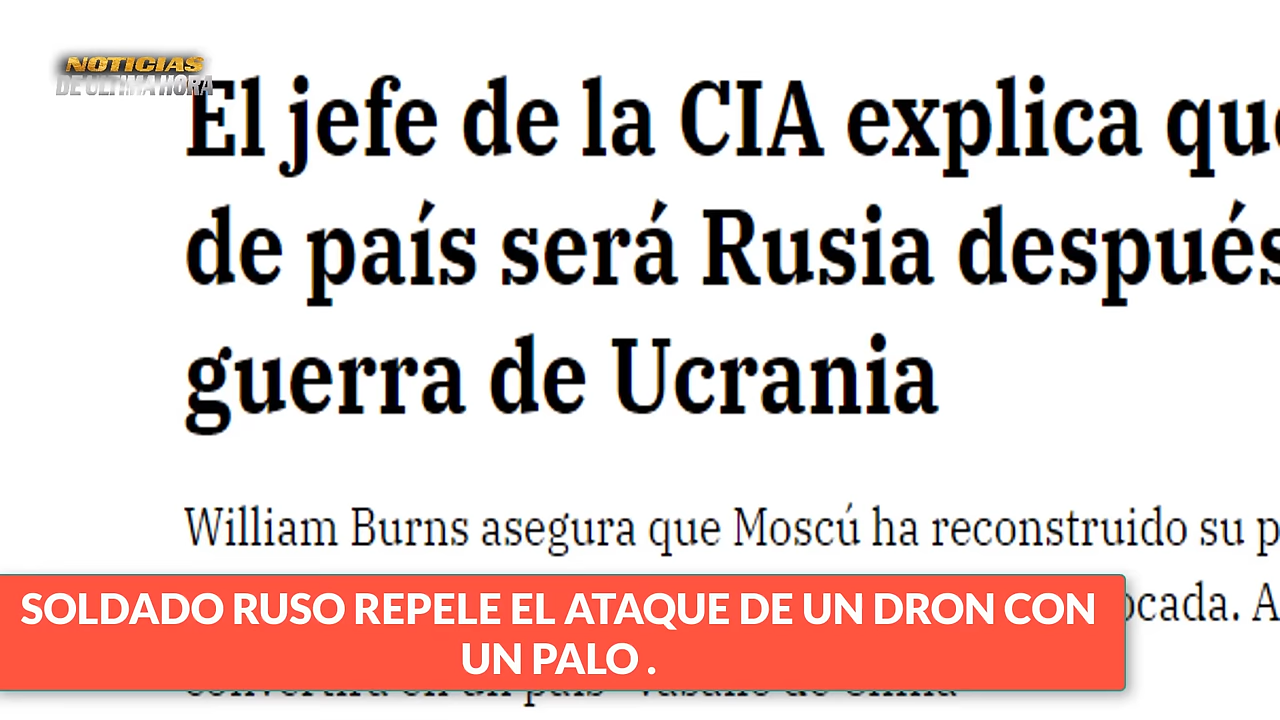 NOTICIAS
DE ULTIMA HORA
El jefe de la CIA explica
de país será Rusia después
guerra de Ucrania
William Burns asegura que Moscú ha reconstruido su
SOLDADO RUSO REPELE EL ATAQUE DE UN DRON CON
UN PALO .